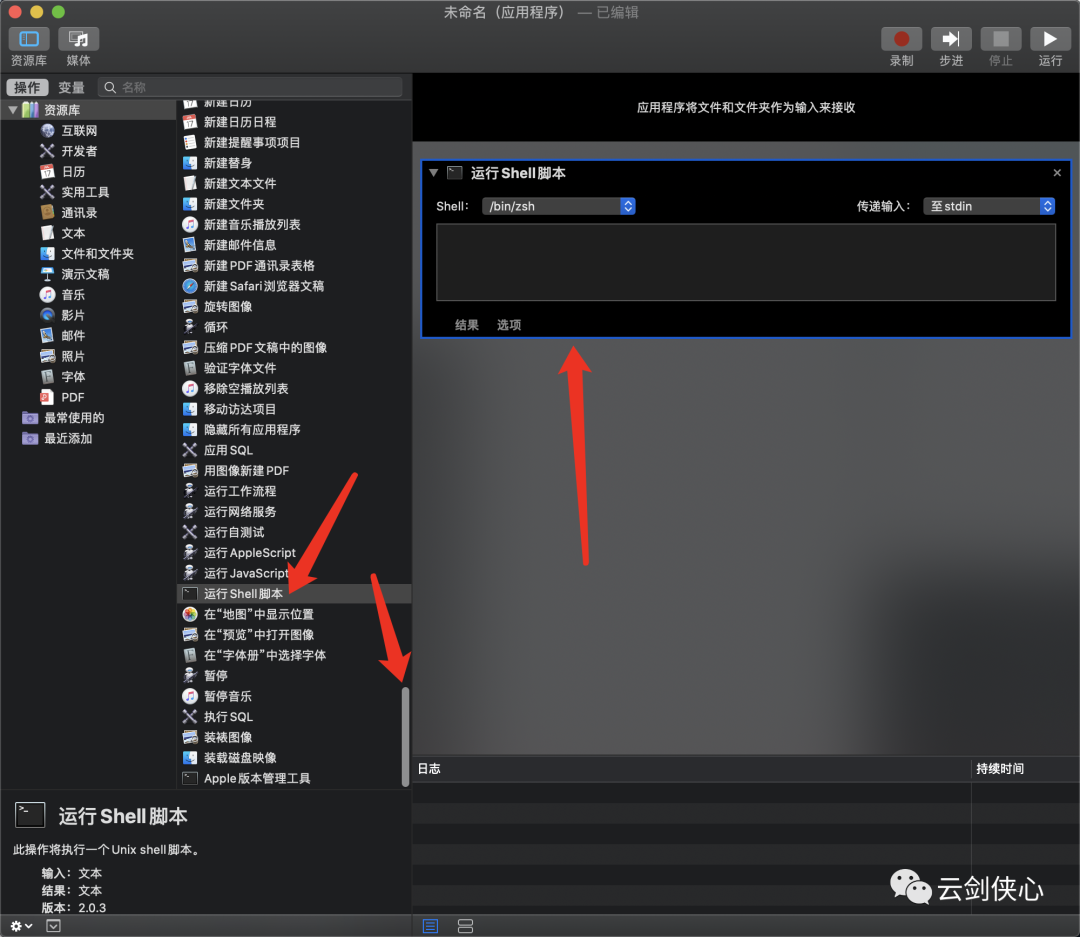 未命名（应用程序） — 已编辑
资源库
媒体
录制
步进
停止
运行
操作
变量
名称
资源库
互联网
开发者
日历
实用工具
通讯录
文本
文件和文件夹
演示文稿
音乐
影片
邮件
照片
字体
PDF
最常使用的
最近添加
新建日历
新建日历日程
新建提醒事项项目
新建替身
新建文本文件
新建文件夹
新建音乐播放列表
新建邮件信息
新建PDF通讯录表格
新建Safari浏览器文稿
旋转图像
循环
压缩PDF文稿中的图像
验证字体文件
移除空播放列表
移动访达项目
隐藏所有应用程序
应用SQL
用图像新建PDF
运行工作流程
运行网络服务
运行自测试
运行AppleScript
运行JavaScript
运行Shell脚本
在“地图”中显示位置
在“预览”中打开图像
在“字体册”中选择字体
暂停
暂停音乐
执行SQL
装裱图像
装载磁盘映像
Apple版本管理工具
应用程序将文件和文件夹作为输入来接收
运行Shell脚本
Shell： /bin/zsh
传递输入： 至stdin
结果 选项
日志
持续时间
运行Shell脚本
此操作将执行一个Unix shell脚本。
输入：文本
结果：文本
版本：2.0.3
云剑侠心